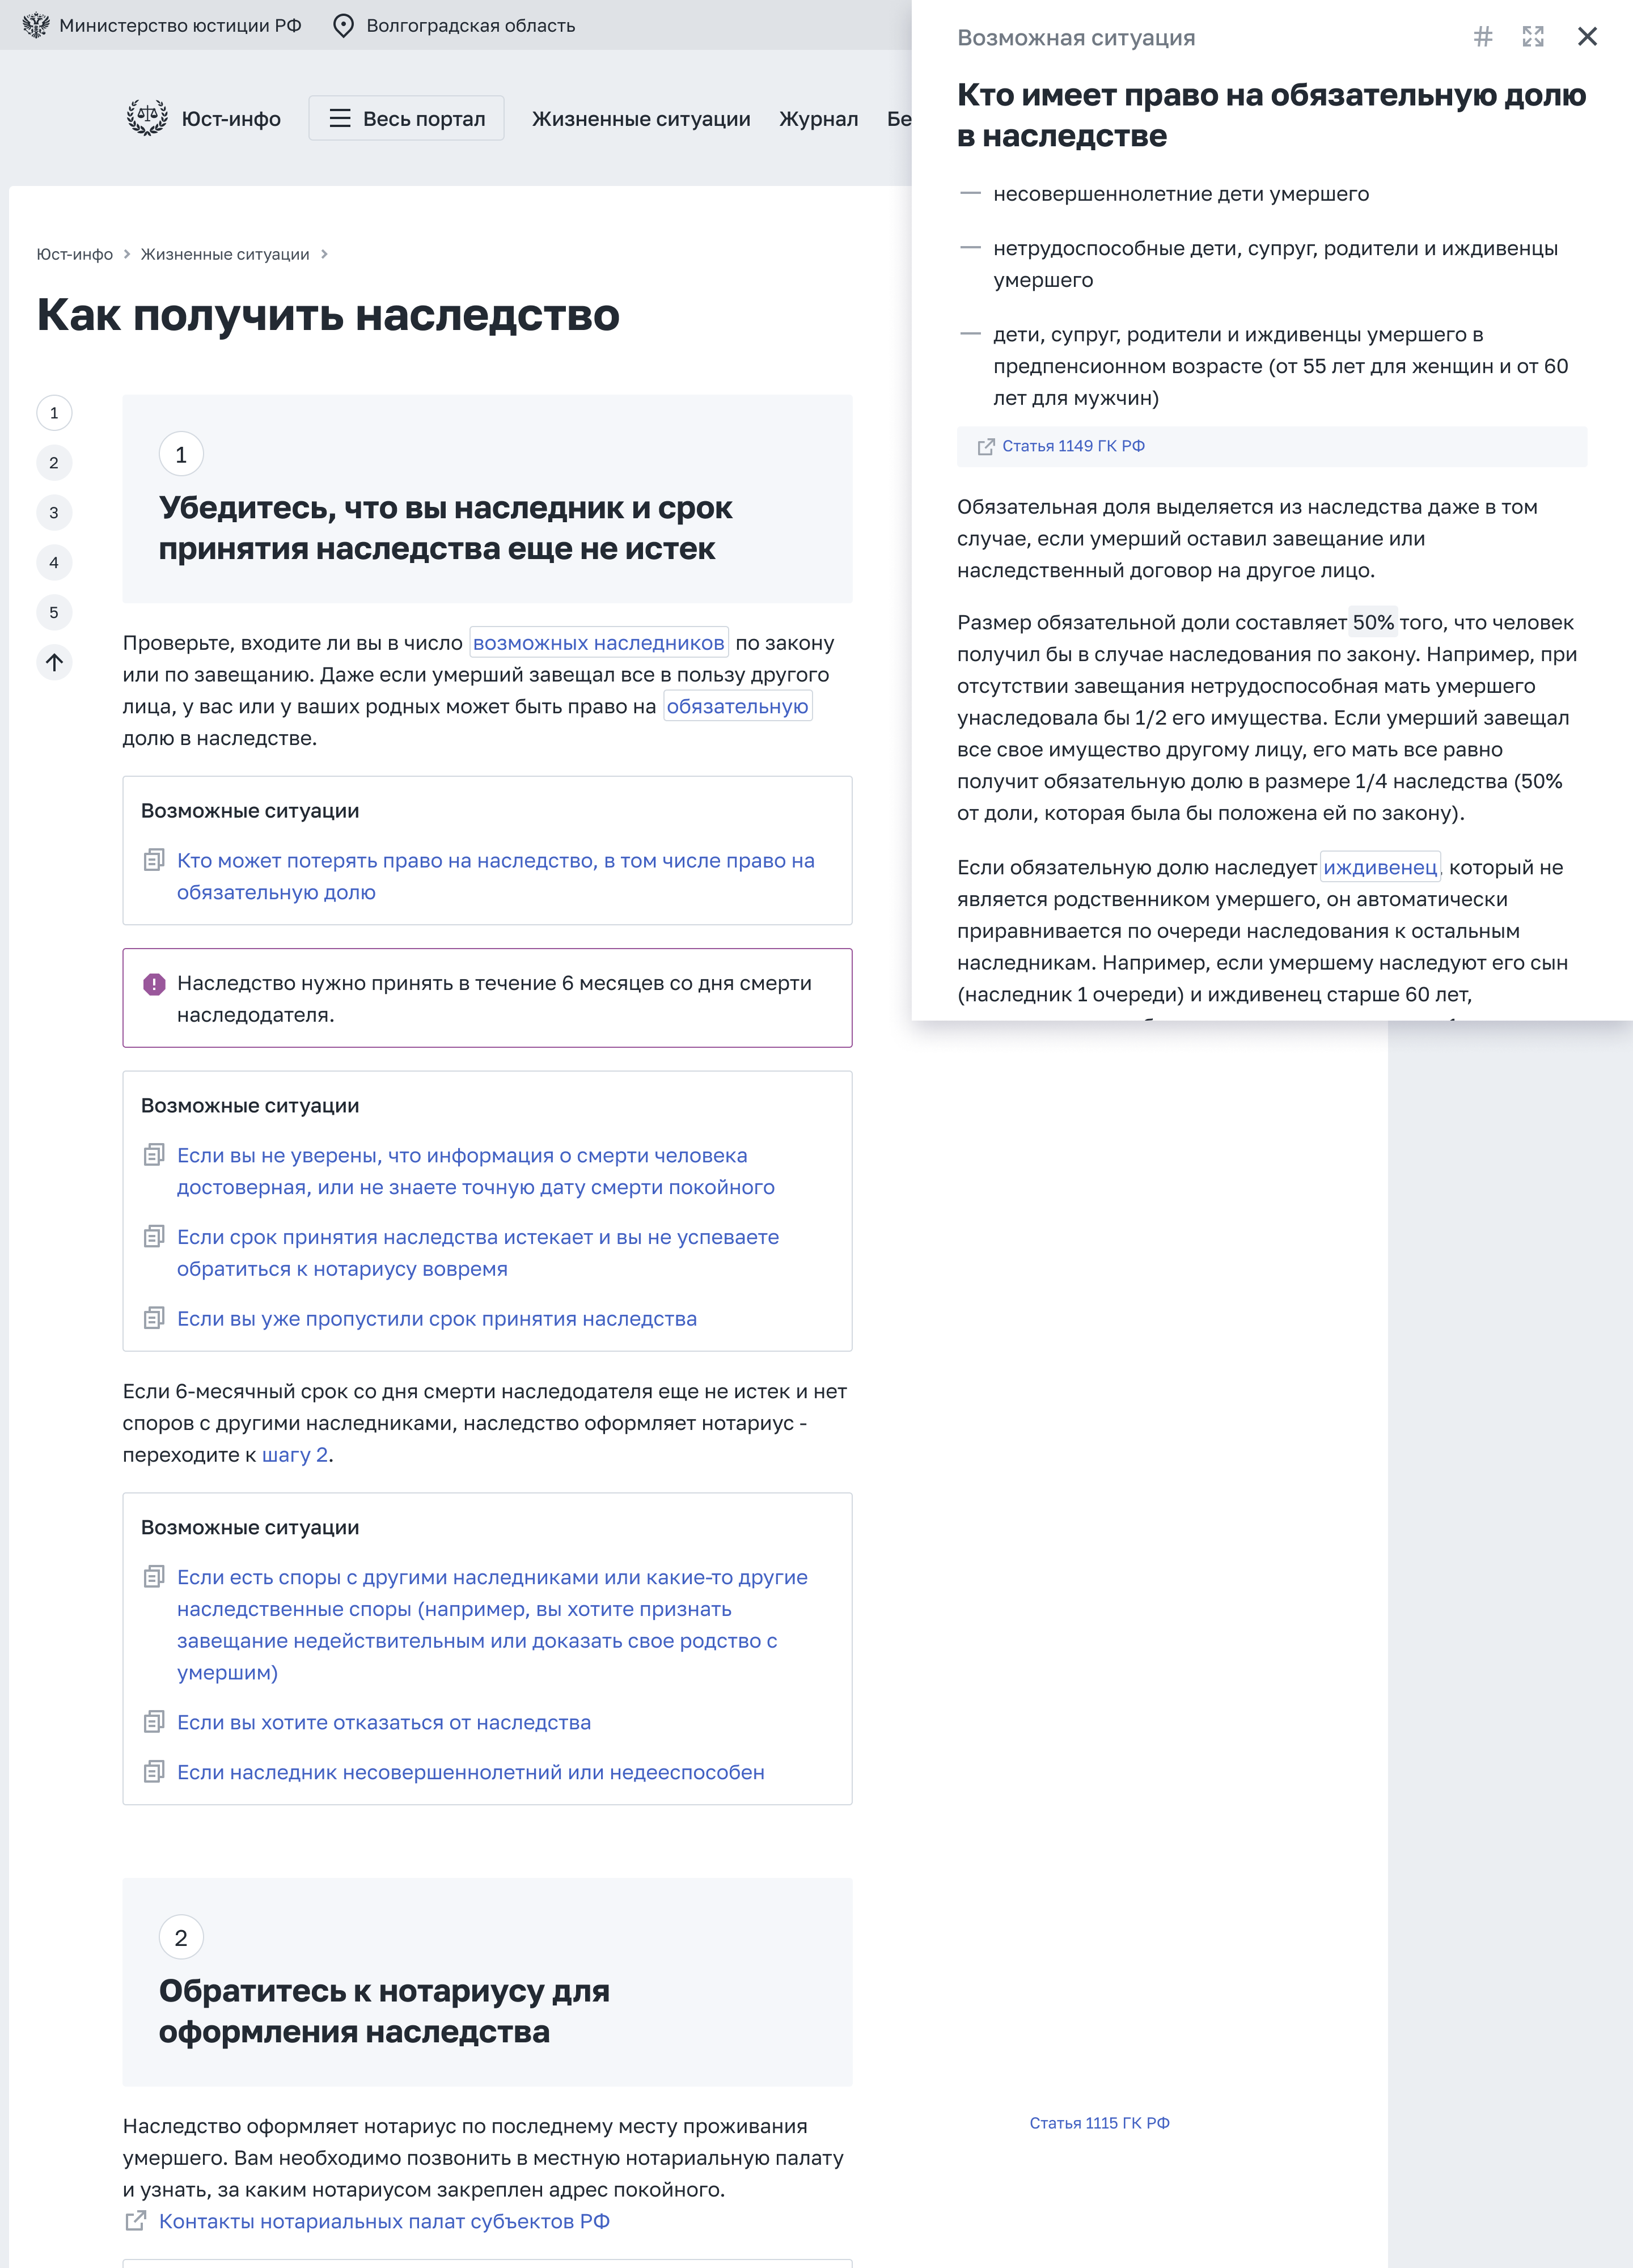 Министерство юстиции РФ
Волгоградская область
Юст-инфо
Весь портал
Жизненные ситуации
Журнал
Бе
Юст-инфо > Жизненные ситуации >
Как получить наследство
1
2
3
4
5
1
Убедитесь, что вы наследник и срок
принятия наследства еще не истек
Проверьте, входите ли вы в число возможных наследников по закону
или по завещанию. Даже если умерший завещал все в пользу другого
лица, у вас или у ваших родных может быть право на обязательную
долю в наследстве.
Возможные ситуации
Кто может потерять право на наследство, в том числе право на
обязательную долю
Наследство нужно принять в течение 6 месяцев со дня смерти
наследодателя.
Возможные ситуации
Если вы не уверены, что информация о смерти человека
достоверная, или не знаете точную дату смерти покойного
Если срок принятия наследства истекает и вы не успеваете
обратиться к нотариусу вовремя
Если вы уже пропустили срок принятия наследства
Если 6-месячный срок со дня смерти наследодателя еще не истек и нет
споров с другими наследниками, наследство оформляет нотариус -
переходите к шагу 2.
Возможные ситуации
Если есть споры с другими наследниками или какие-то другие
наследственные споры (например, вы хотите признать
завещание недействительным или доказать свое родство с
умершим)
Если вы хотите отказаться от наследства
Если наследник несовершеннолетний или недееспособен
2
Обратитесь к нотариусу для
оформления наследства
Наследство оформляет нотариус по последнему месту проживания
умершего. Вам необходимо позвонить в местную нотариальную палату
и узнать, за каким нотариусом закреплен адрес покойного.
Контакты нотариальных палат субъектов РФ
Статья 1115 ГК РФ
Возможная ситуация
#
Кто имеет право на обязательную долю
в наследстве
— несовершеннолетние дети умершего
— нетрудоспособные дети, супруг, родители и иждивенцы
умершего
— дети, супруг, родители и иждивенцы умершего в
предпенсионном возрасте (от 55 лет для женщин и от 60
лет для мужчин)
Статья 1149 ГК РФ
Обязательная доля выделяется из наследства даже в том
случае, если умерший оставил завещание или
наследственный договор на другое лицо.
Размер обязательной доли составляет 50% того, что человек
получил бы в случае наследования по закону. Например, при
отсутствии завещания нетрудоспособная мать умершего
унаследовала бы 1/2 его имущества. Если умерший завещал
все свое имущество другому лицу, его мать все равно
получит обязательную долю в размере 1/4 наследства (50%
от доли, которая была бы положена ей по закону).
Если обязательную долю наследует иждивенец, который не
является родственником умершего, он автоматически
приравнивается по очереди наследования к остальным
наследникам. Например, если умершему наследуют его сын
(наследник 1 очереди) и иждивенец старше 60 лет,